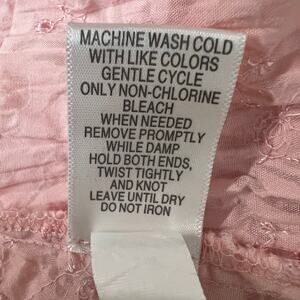 MACHINE WASH COLD
WITH LIKE COLORS
GENTLE CYCLE
ONLY NON-CHLORINE
BLEACH
WHEN NEEDED
REMOVE PROMPTLY
WHILE DAMP
HOLD BOTH ENDS,
TWIST TIGHTLY
AND KNOT
LEAVE UNTIL DRY
DO NOT IRON